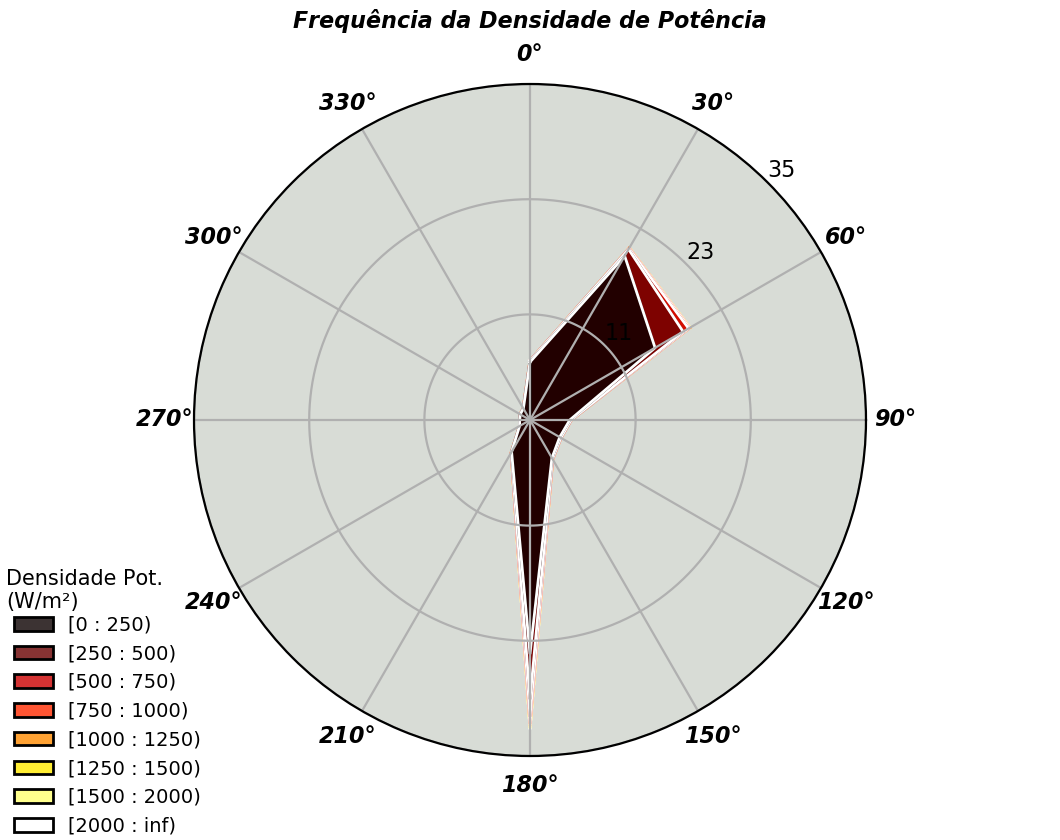 Frequência da Densidade de Potência
0°
330°
30°
35
300°
60°
23
11
270°
90°
Densidade Pot.
(W/m²)
240°
120°
[0 : 250)
[250 : 500)
[500 : 750)
[750 : 1000)
[1000 : 1250)
[1250 : 1500)
[1500 : 2000)
[2000 : inf)
210°
150°
180°